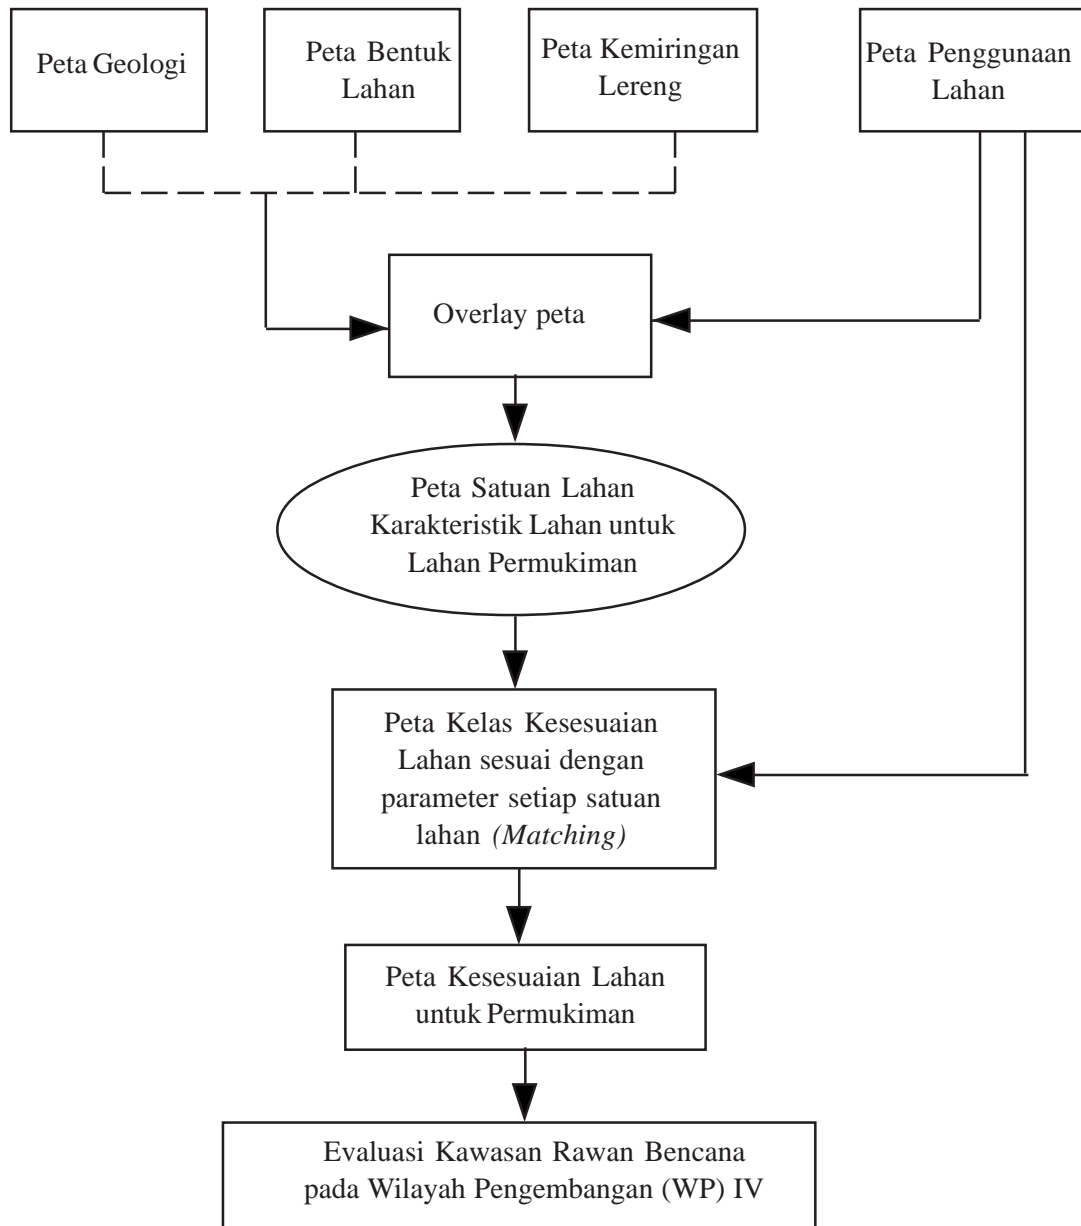 Peta Geologi
Peta Bentuk
Lahan
Peta Kemiringan
Lereng
Peta Penggunaan
Lahan
Overlay peta
Peta Satuan Lahan
Karakteristik Lahan untuk
Lahan Permukiman
Peta Kelas Kesesuaian
Lahan sesuai dengan
parameter setiap satuan
lahan (Matching)
Peta Kesesuaian Lahan
untuk Permukiman
Evaluasi Kawasan Rawan Bencana
pada Wilayah Pengembangan (WP) IV